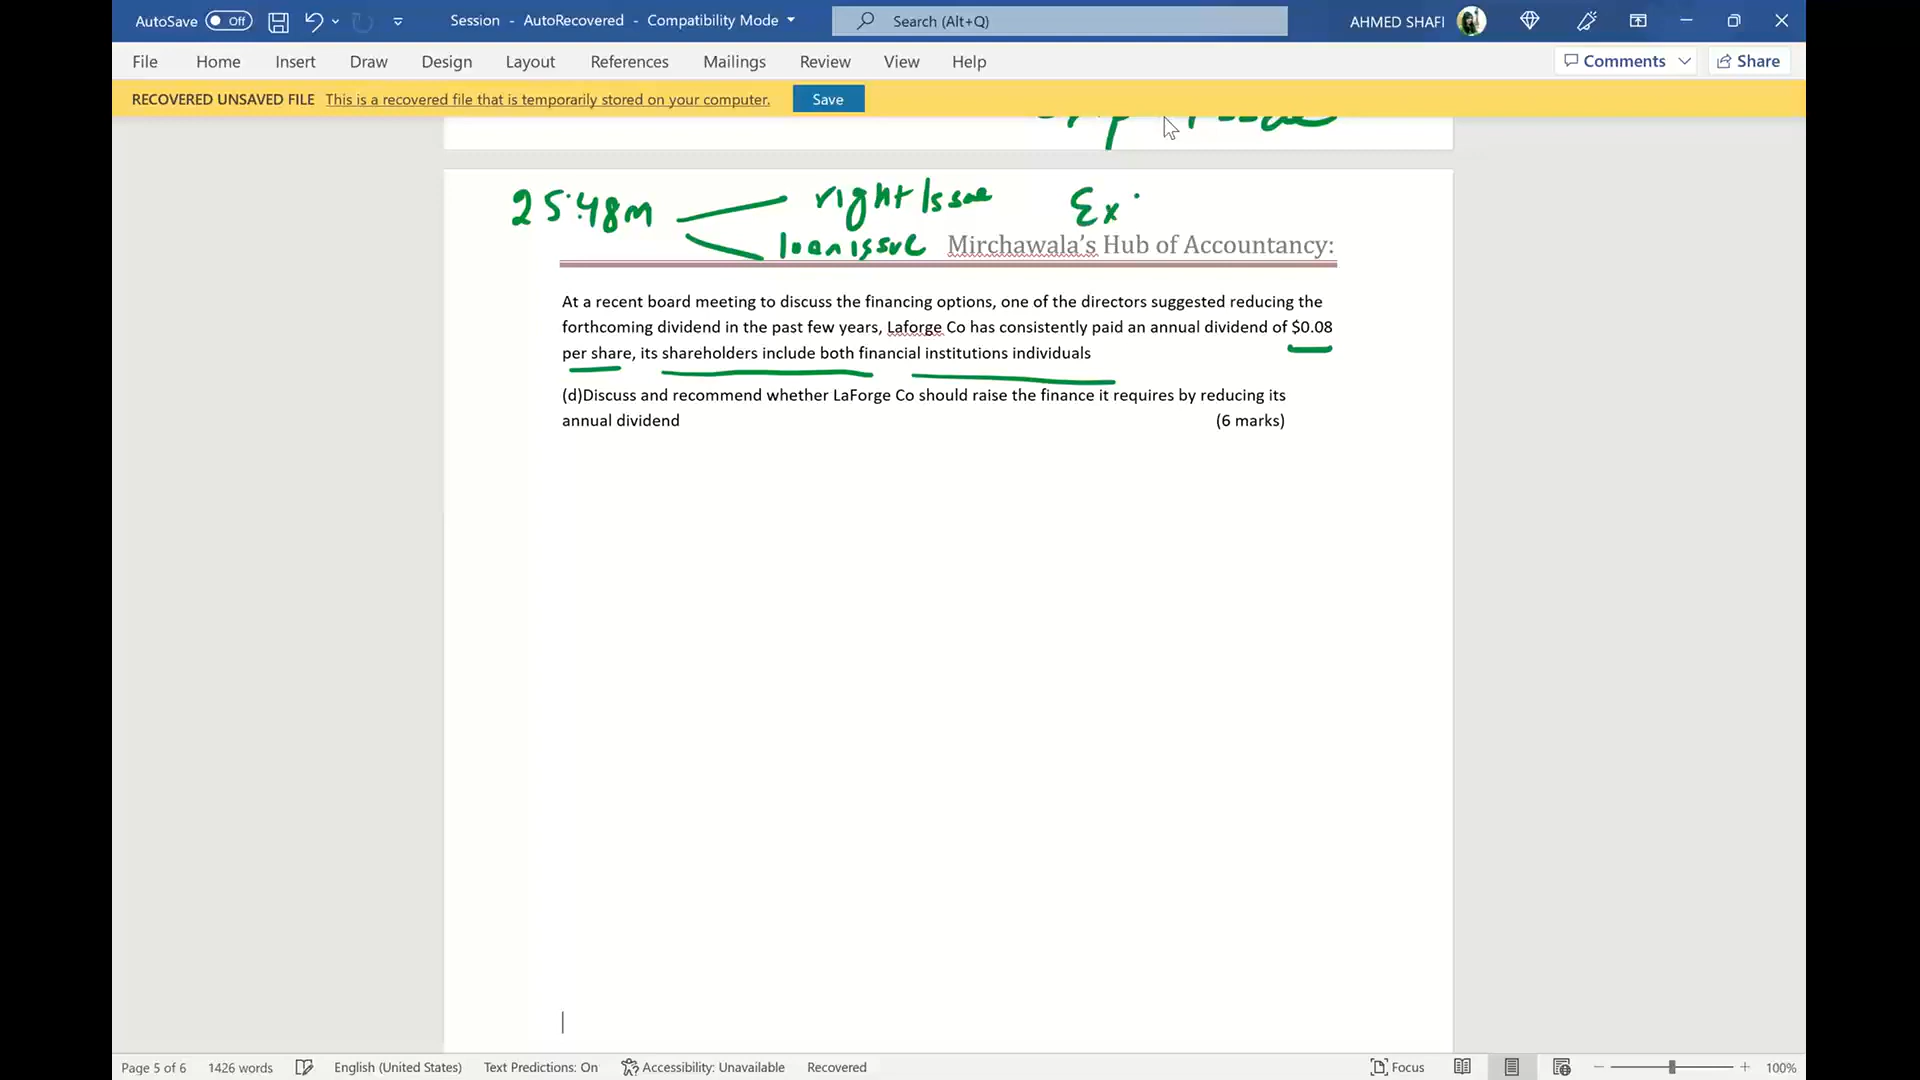 AutoSave Off Session - AutoRecovered - Compatibility Mode Search (Alt+Q) AHMED SHAFI
File Home Insert Draw Design Layout References Mailings Review View Help Comments Share
RECOVERED UNSAVED FILE This is a recovered file that is temporarily stored on your computer. Save
25.48m right Issue Ex
loan issue Mirchawala's Hub of Accountancy:
At a recent board meeting to discuss the financing options, one of the directors suggested reducing the
forthcoming dividend in the past few years, Laforge Co has consistently paid an annual dividend of $0.08
per share, its shareholders include both financial institutions individuals
(d)Discuss and recommend whether LaForge Co should raise the finance it requires by reducing its
annual dividend (6 marks)
Page 5 of 6 1426 words English (United States) Text Predictions: On Accessibility: Unavailable Recovered Focus 100%